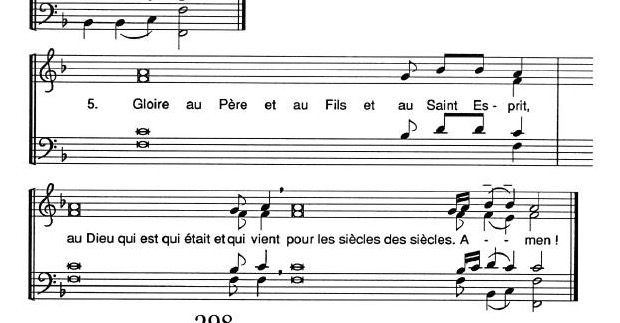 5. Gloire au Père et au Fils et au Saint Es - prit,
au Dieu qui est qui était et qui vient pour les siècles des siècles. A - - men !
298